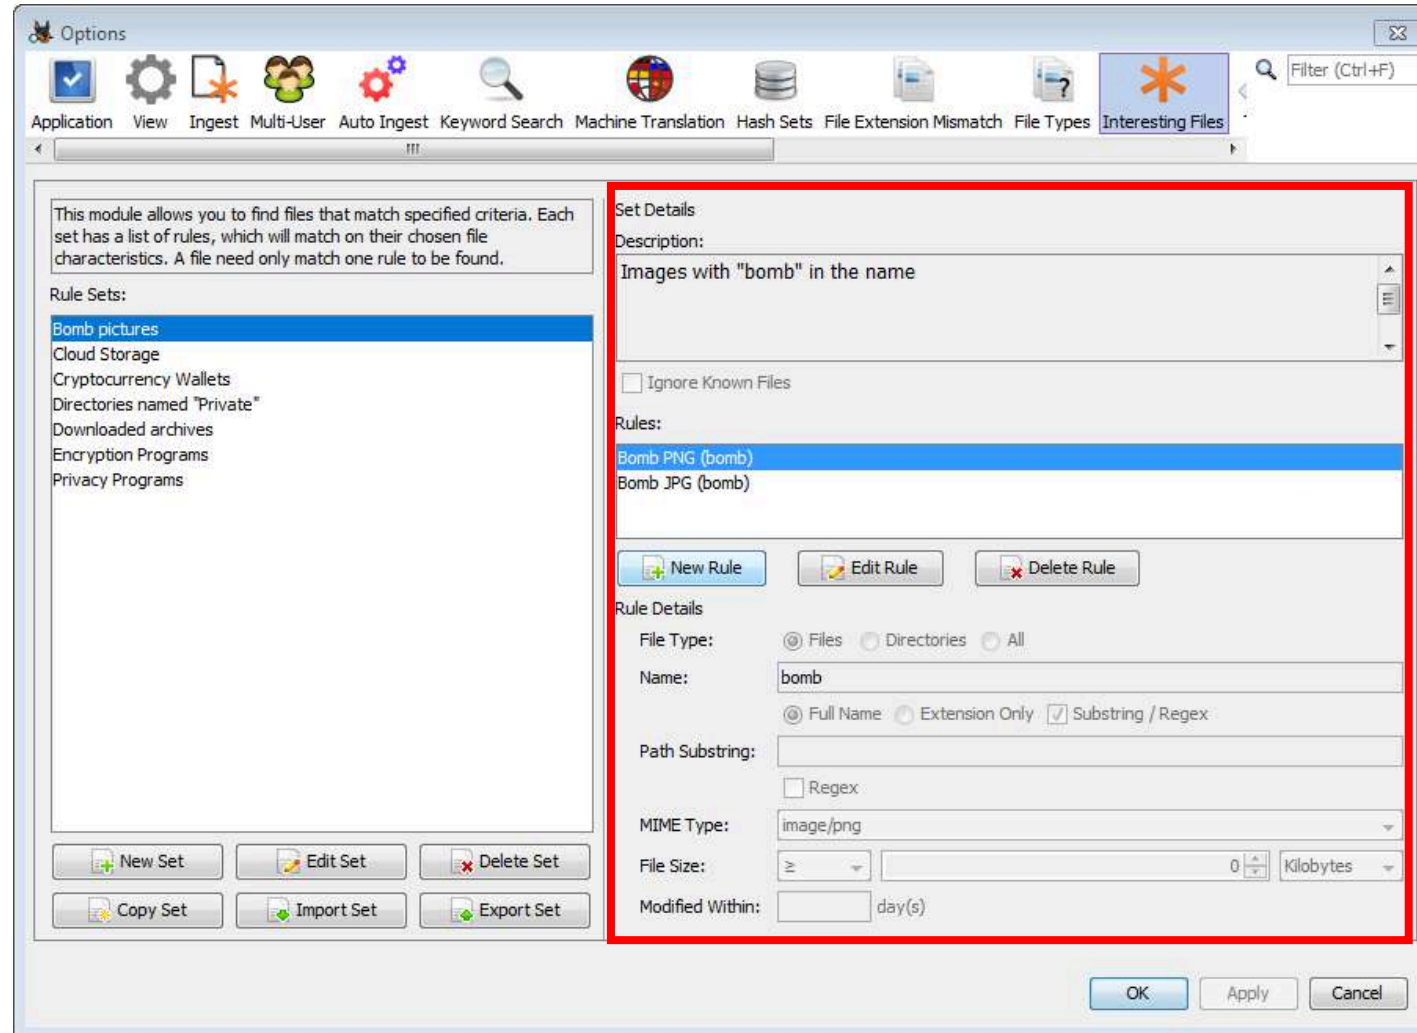 Options
Filter (Ctrl+F)
Application View Ingest Multi-User Auto Ingest Keyword Search Machine Translation Hash Sets File Extension Mismatch File Types Interesting Files
This module allows you to find files that match specified criteria. Each
set has a list of rules, which will match on their chosen file
characteristics. A file need only match one rule to be found.
Rule Sets:
Bomb pictures
Cloud Storage
Cryptocurrency Wallets
Directories named "Private"
Downloaded archives
Encryption Programs
Privacy Programs
New Set Edit Set Delete Set
Copy Set Import Set Export Set
Set Details
Description:
Images with "bomb" in the name
Ignore Known Files
Rules:
Bomb PNG (bomb)
Bomb JPG (bomb)
New Rule Edit Rule Delete Rule
Rule Details
File Type: Files Directories All
Name: bomb
Full Name Extension Only Substring / Regex
Path Substring:
Regex
MIME Type: image/png
File Size: ≥ 0 Kilobytes
Modified Within: day(s)
OK Apply Cancel